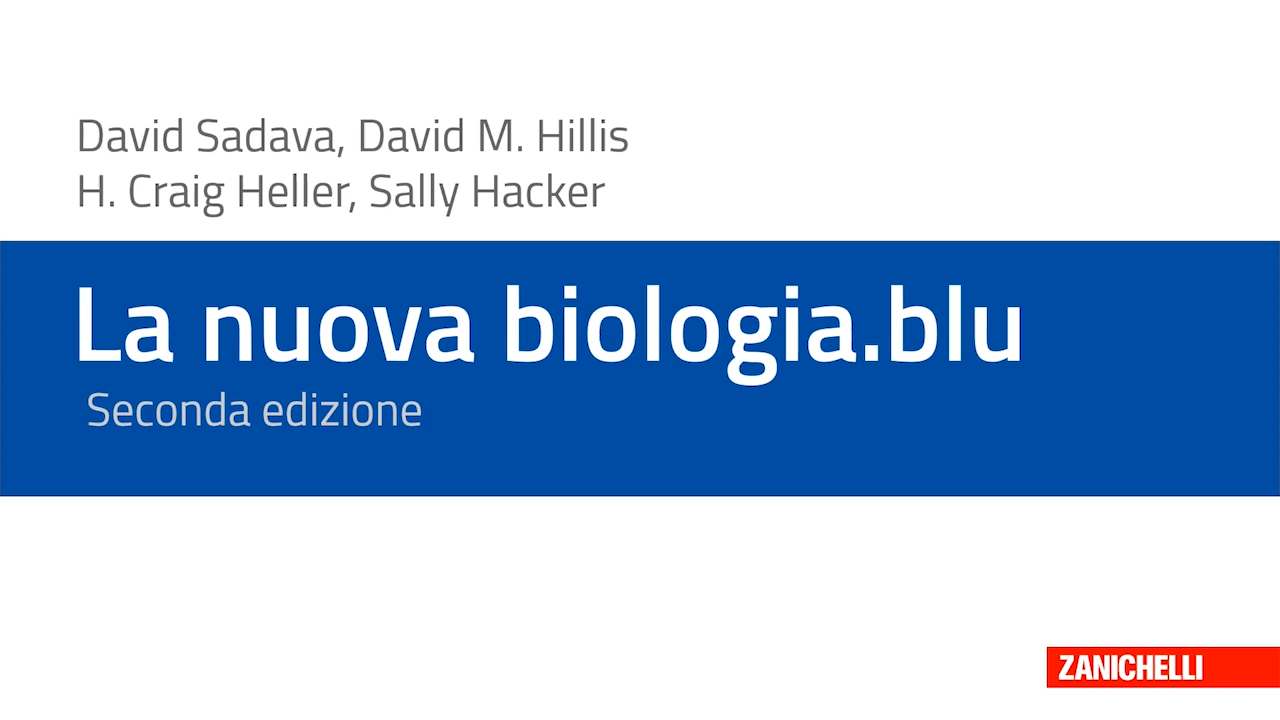 David Sadava, David M. Hillis
H. Craig Heller, Sally Hacker
La nuova biologia.blu
Seconda edizione
ZANICHELLI